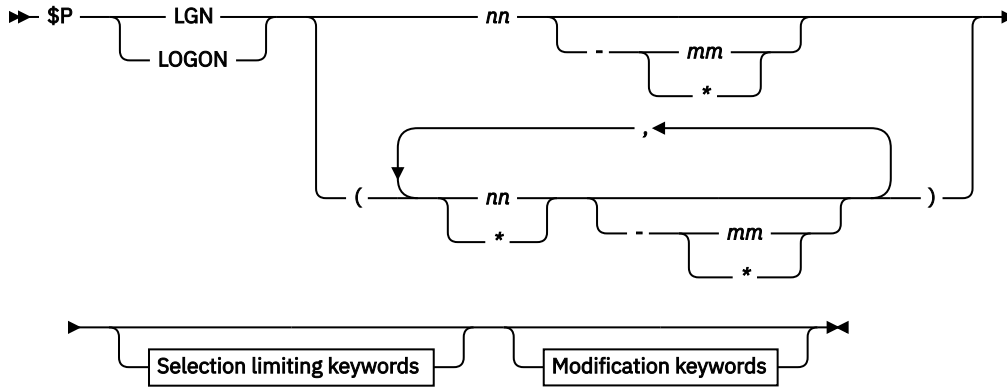 $P LGN nn
LOGON - mm
*
,
( nn )
* - mm
*
Selection limiting keywords Modification keywords